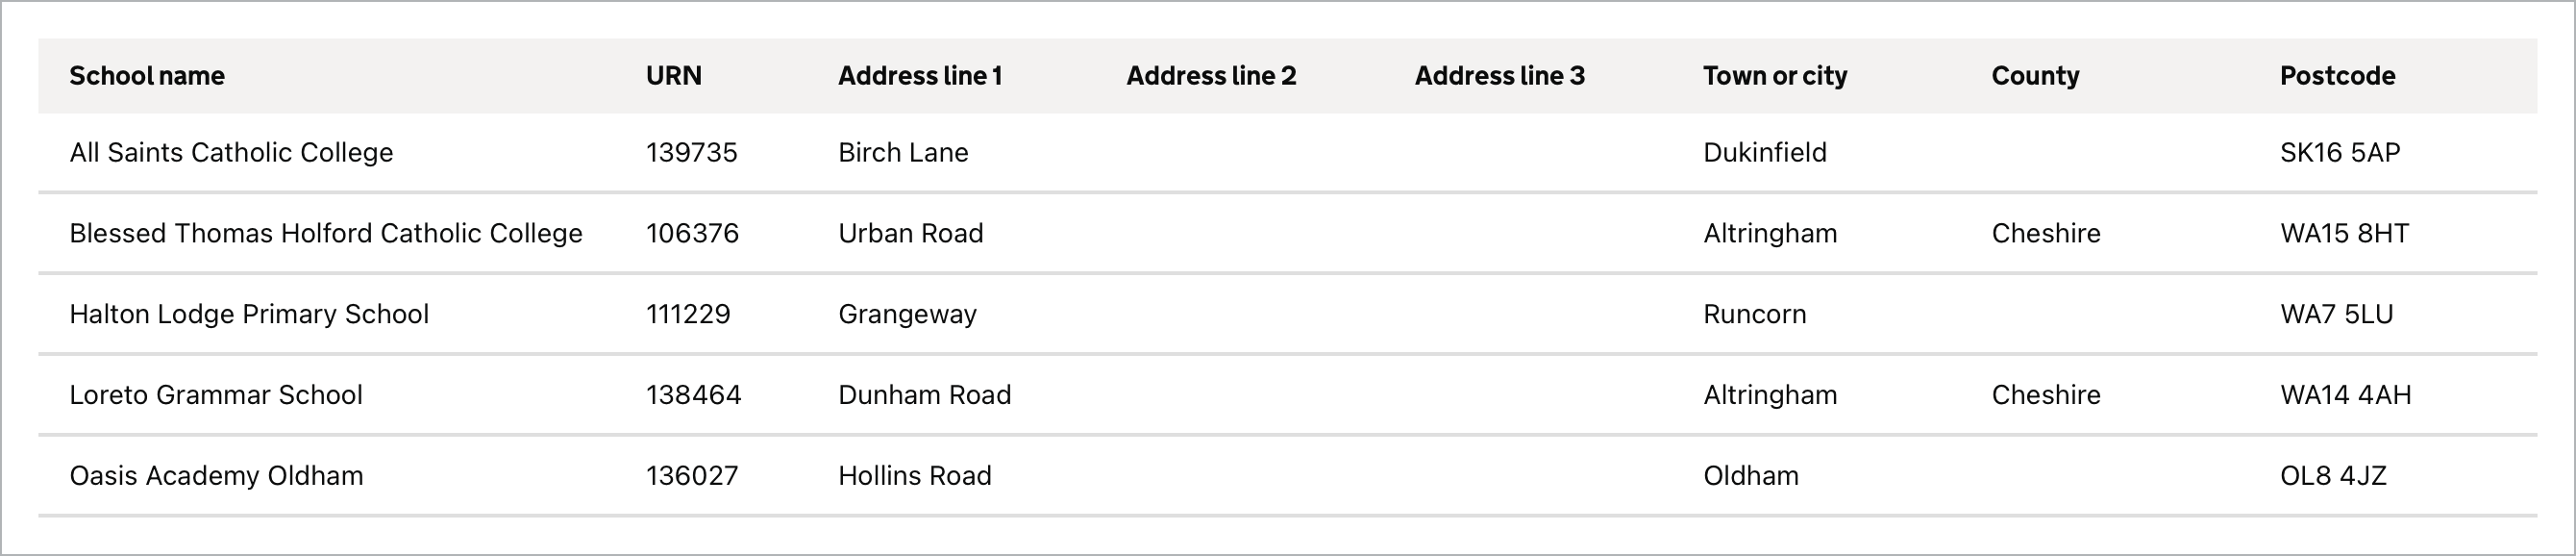 School name URN Address line 1 Address line 2 Address line 3 Town or city County Postcode
All Saints Catholic College 139735 Birch Lane Dukinfield SK16 5AP
Blessed Thomas Holford Catholic College 106376 Urban Road Altringham Cheshire WA15 8HT
Halton Lodge Primary School 111229 Grangeway Runcorn WA7 5LU
Loreto Grammar School 138464 Dunham Road Altringham Cheshire WA14 4AH
Oasis Academy Oldham 136027 Hollins Road Oldham OL8 4JZ